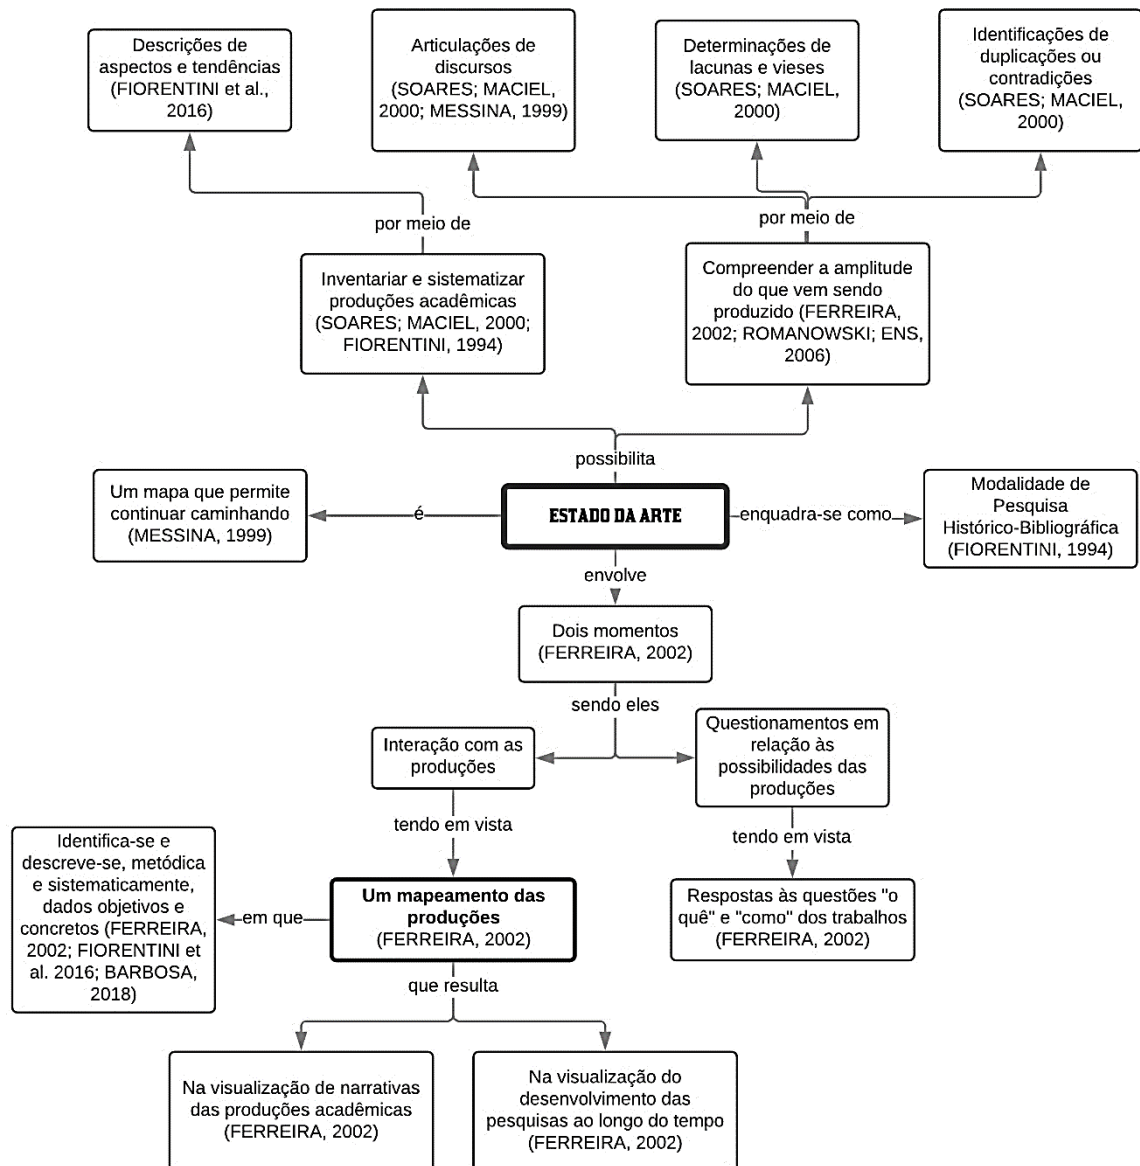 Descrições de
aspectos e tendências
(FIORENTINI et al.,
2016)
Articulações de
discursos
(SOARES; MACIEL,
2000; MESSINA, 1999)
Determinações de
lacunas e vieses
(SOARES; MACIEL,
2000)
Identificações de
duplicações ou
contradições
(SOARES; MACIEL,
2000)
por meio de
por meio de
Inventariar e sistematizar
produções acadêmicas
(SOARES; MACIEL, 2000;
FIORENTINI, 1994)
Compreender a amplitude
do que vem sendo
produzido (FERREIRA,
2002; ROMANOWSKI; ENS,
2006)
possibilita
Um mapa que permite
continuar caminhando
(MESSINA, 1999)
é
ESTADO DA ARTE
enquadra-se como
Modalidade de
Pesquisa
Histórico-Bibliográfica
(FIORENTINI, 1994)
envolve
Dois momentos
(FERREIRA, 2002)
sendo eles
Interação com as
produções
Questionamentos em
relação às
possibilidades das
produções
tendo em vista
tendo em vista
Identifica-se e
descreve-se, metódica
e sistematicamente,
dados objetivos e
concretos (FERREIRA,
2002; FIORENTINI et
al. 2016; BARBOSA,
2018)
em que
Um mapeamento das
produções
(FERREIRA, 2002)
Respostas às questões "o
quê" e "como" dos trabalhos
(FERREIRA, 2002)
que resulta
Na visualização de narrativas
das produções acadêmicas
(FERREIRA, 2002)
Na visualização do
desenvolvimento das
pesquisas ao longo do tempo
(FERREIRA, 2002)